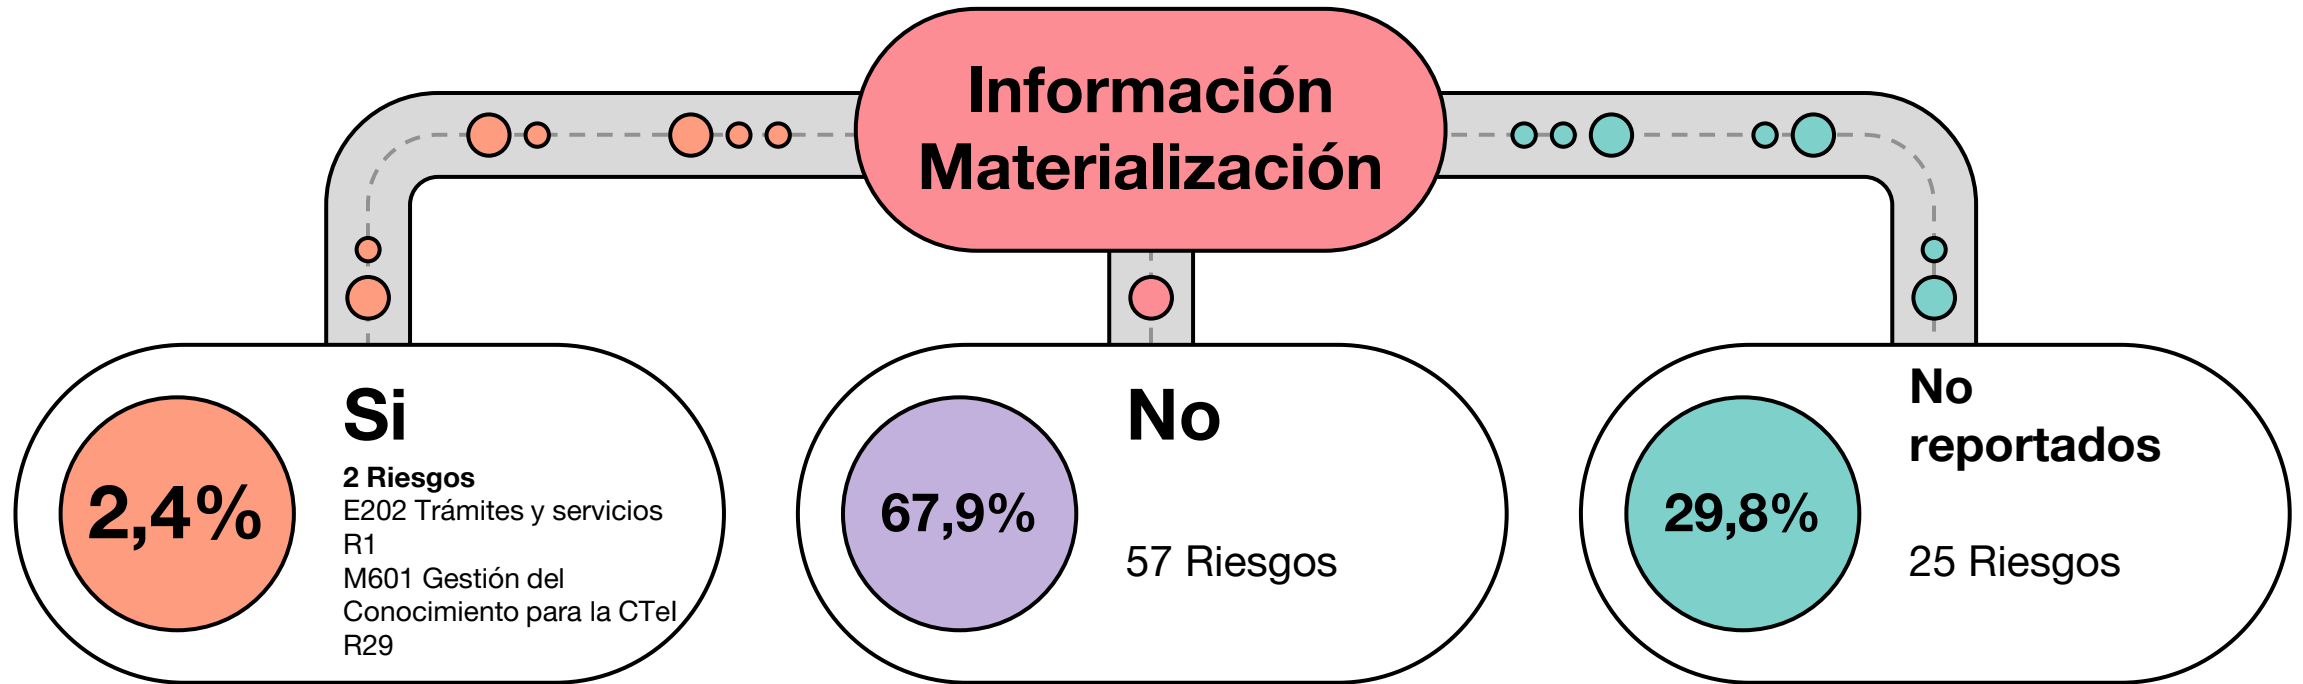 Información
Materialización
Si
2,4%
2 Riesgos
E202 Trámites y servicios
R1
M601 Gestión del
Conocimiento para la CTeI
R29
No
67,9%
57 Riesgos
No
reportados
29,8%
25 Riesgos